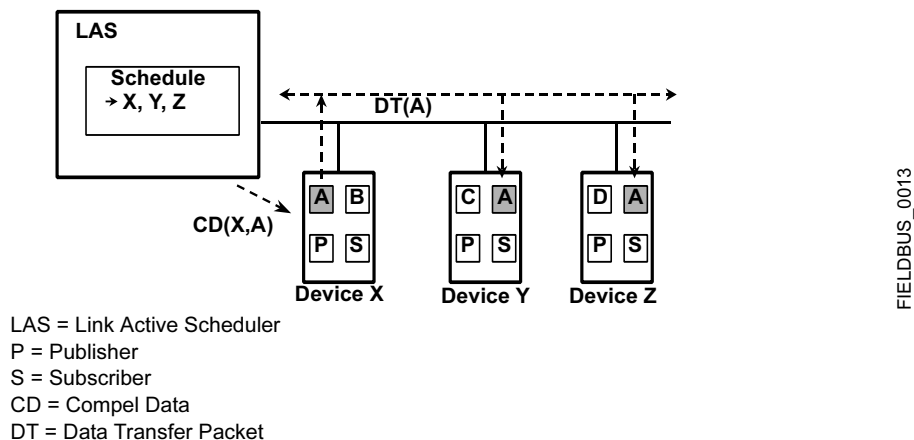 LAS
Schedule
X, Y, Z
DT(A)
CD(X,A)
A B
P S
Device X
C A
P S
Device Y
D A
P S
Device Z
LAS = Link Active Scheduler
P = Publisher
S = Subscriber
CD = Compel Data
DT = Data Transfer Packet
FIELDBUS_0013